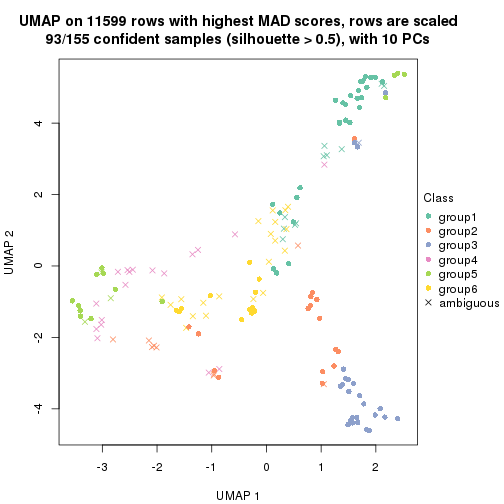 UMAP on 11599 rows with highest MAD scores, rows are scaled
93/155 confident samples (silhouette > 0.5), with 10 PCs
4
2
0
-2
-4
UMAP 2
-3
-2
-1
0
1
2
UMAP 1
Class
group1
group2
group3
group4
group5
group6
ambiguous